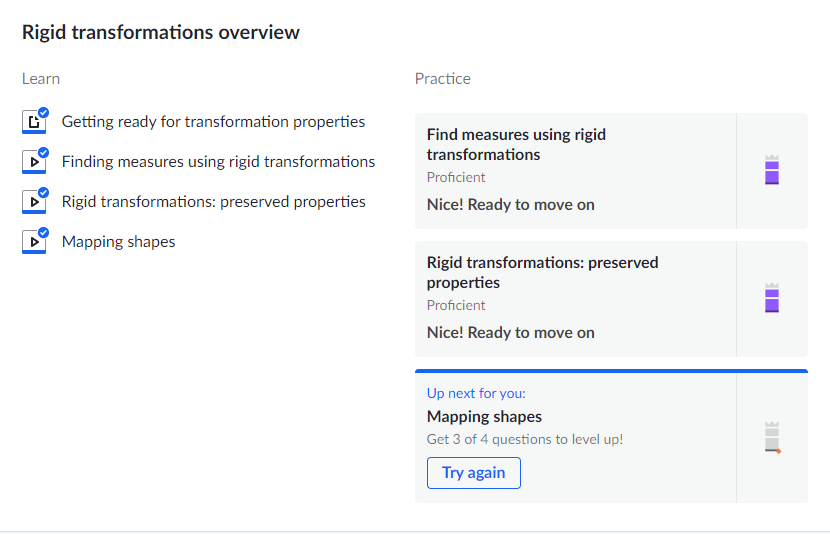 Rigid transformations overview
Learn
Getting ready for transformation properties
Finding measures using rigid transformations
Rigid transformations: preserved properties
Mapping shapes
Practice
Find measures using rigid
transformations
Proficient
Nice! Ready to move on
Rigid transformations: preserved
properties
Proficient
Nice! Ready to move on
Up next for you:
Mapping shapes
Get 3 of 4 questions to level up!
Try again